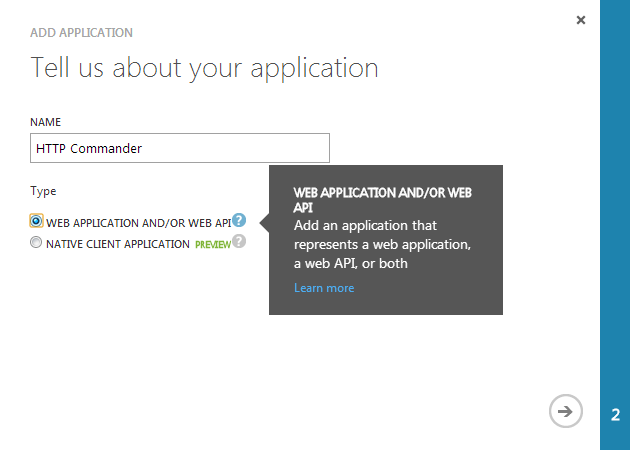 ADD APPLICATION
Tell us about your application
NAME
HTTP Commander
Type
WEB APPLICATION AND/OR WEB API ?
NATIVE CLIENT APPLICATION PREVIEW ?
WEB APPLICATION AND/OR WEB
API
Add an application that
represents a web application,
a web API, or both
Learn more
2